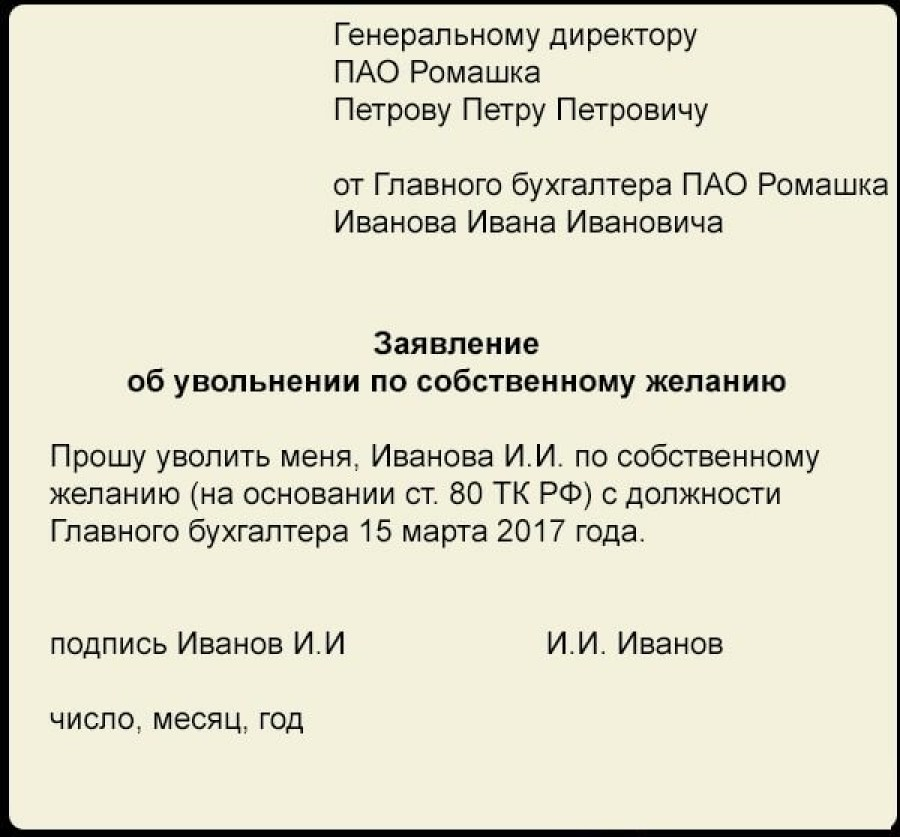 Генеральному директору
ПАО Ромашка
Петрову Петру Петровичу
от Главного бухгалтера ПАО Ромашка
Иванова Ивана Ивановича
Заявление
об увольнении по собственному желанию
Прошу уволить меня, Иванова И.И. по собственному
желанию (на основании ст. 80 ТК РФ) с должности
Главного бухгалтера 15 марта 2017 года.
подпись Иванов И.И И.И. Иванов
число, месяц, год